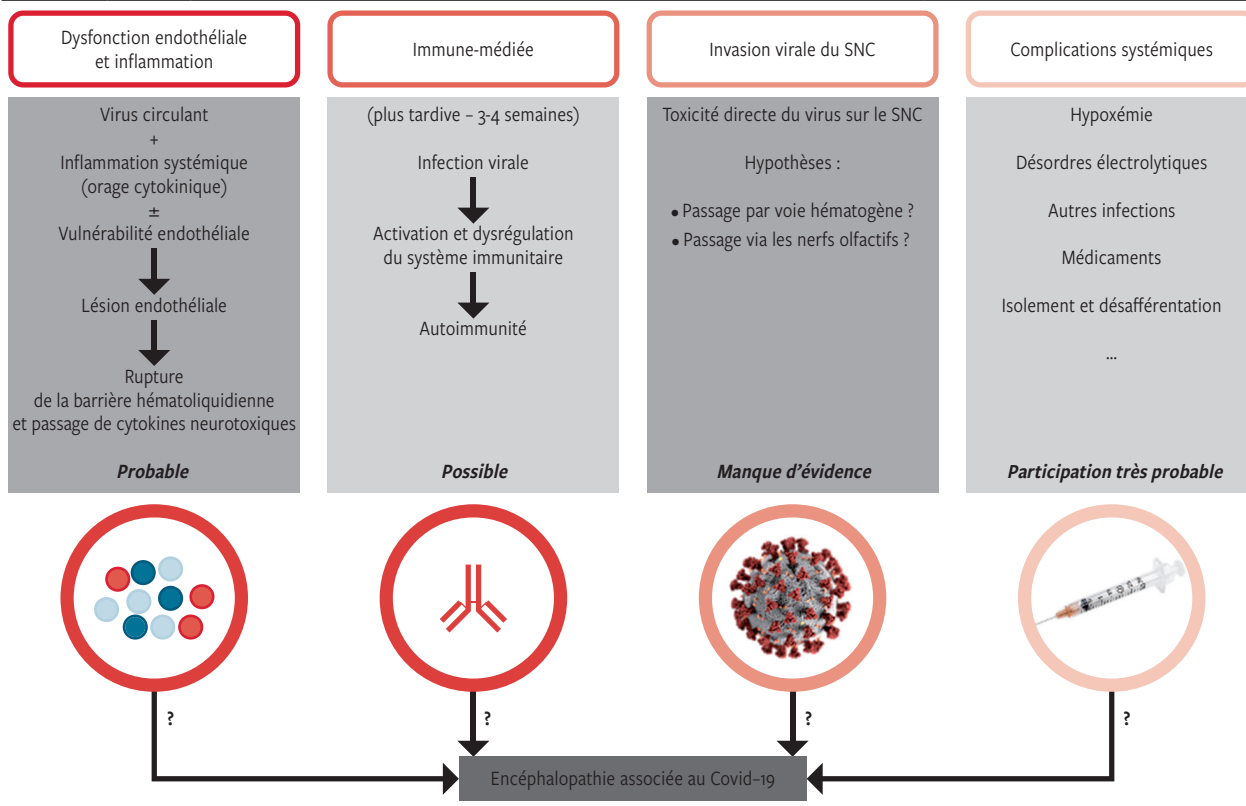 Dysfonction endothéliale
et inflammation
Virus circulant
+
Inflammation systémique
(orage cytokinique)
±
Vulnérabilité endothéliale
Lésion endothéliale
Rupture
de la barrière hématoliquidienne
et passage de cytokines neurotoxiques
Probable
?
Immune-médiée
(plus tardive – 3-4 semaines)
Infection virale
Activation et dysrégulation
du système immunitaire
Autoimmunité
Possible
?
Invasion virale du SNC
Toxicité directe du virus sur le SNC
Hypothèses :
• Passage par voie hématogène ?
• Passage via les nerfs olfactifs ?
Manque d'évidence
?
Complications systémiques
Hypoxémie
Désordres électrolytiques
Autres infections
Médicaments
Isolement et désafférentation
...
Participation très probable
?
Encéphalopathie associée au Covid-19